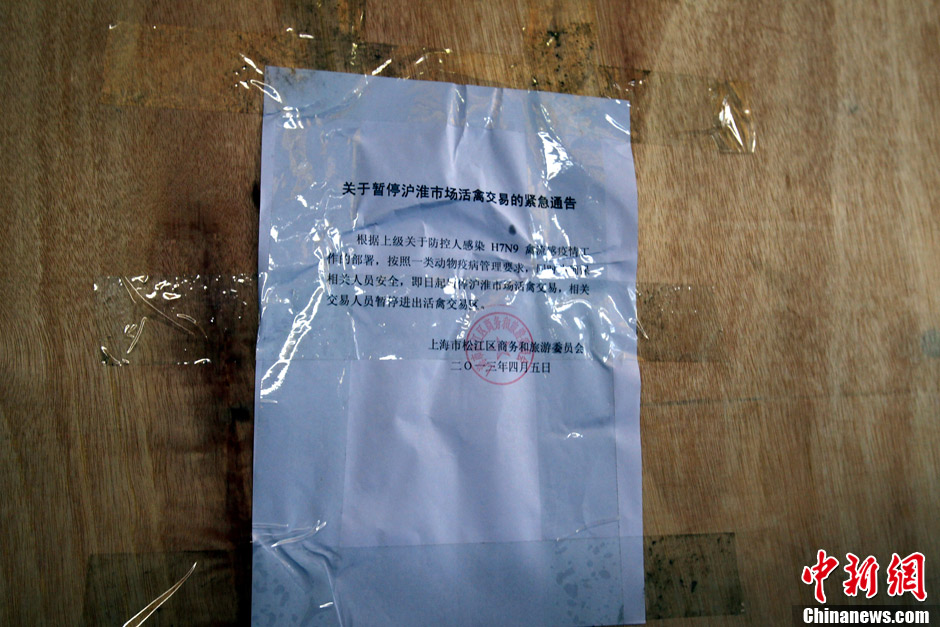 关于暂停沪淮市场活禽交易的紧急通告
根据上级关于防控人感染 H7N9 禽流感疫情工
作的部署，按照一类动物疫病管理要求，
相关人员安全，即日起暂停沪淮市场活禽交易，相关
交易人员暂停进出活禽交易区。
上海市松江区商务和旅游委员会
二〇一三年四月五日
中新网
Chinanews.com